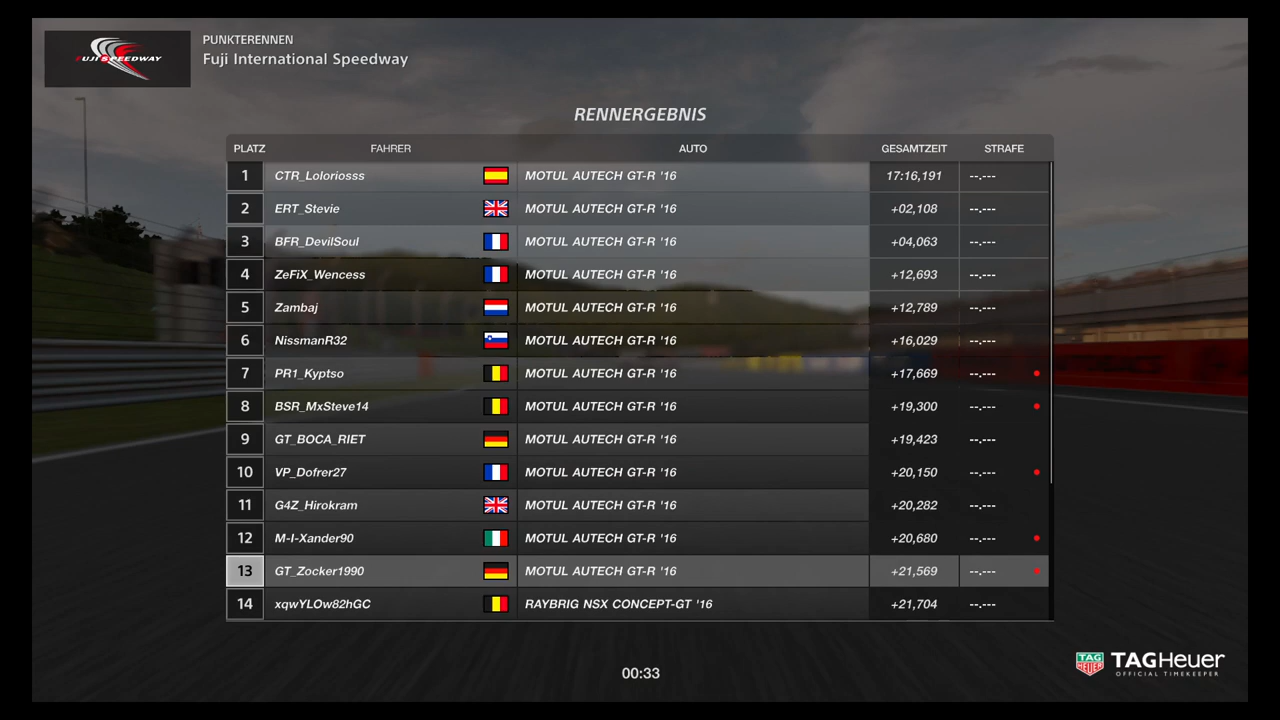 FUJI SPEEDWAY
PUNKTERENNEN
Fuji International Speedway
RENNERGEBNIS
PLATZ FAHRER AUTO GESAMTZEIT STRAFE
1 CTR_Loloriosss MOTUL AUTECH GT-R '16 17:16,191 --.---
2 ERT_Stevie MOTUL AUTECH GT-R '16 +02,108 --.---
3 BFR_DevilSoul MOTUL AUTECH GT-R '16 +04,063 --.---
4 ZeFiX_Wencess MOTUL AUTECH GT-R '16 +12,693 --.---
5 Zambaj MOTUL AUTECH GT-R '16 +12,789 --.---
6 NissmanR32 MOTUL AUTECH GT-R '16 +16,029 --.---
7 PR1_Kyptso MOTUL AUTECH GT-R '16 +17,669 --.---
8 BSR_MxSteve14 MOTUL AUTECH GT-R '16 +19,300 --.---
9 GT_BOCA_RIET MOTUL AUTECH GT-R '16 +19,423 --.---
10 VP_Dofrer27 MOTUL AUTECH GT-R '16 +20,150 --.---
11 G4Z_Hirokram MOTUL AUTECH GT-R '16 +20,282 --.---
12 M-I-Xander90 MOTUL AUTECH GT-R '16 +20,680 --.---
13 GT_Zocker1990 MOTUL AUTECH GT-R '16 +21,569 --.---
14 xqwYLOw82hGC RAYBRIG NSX CONCEPT-GT '16 +21,704 --.---
00:33
TAG HEUER
TAGHeuer
OFFICIAL TIMEKEEPER